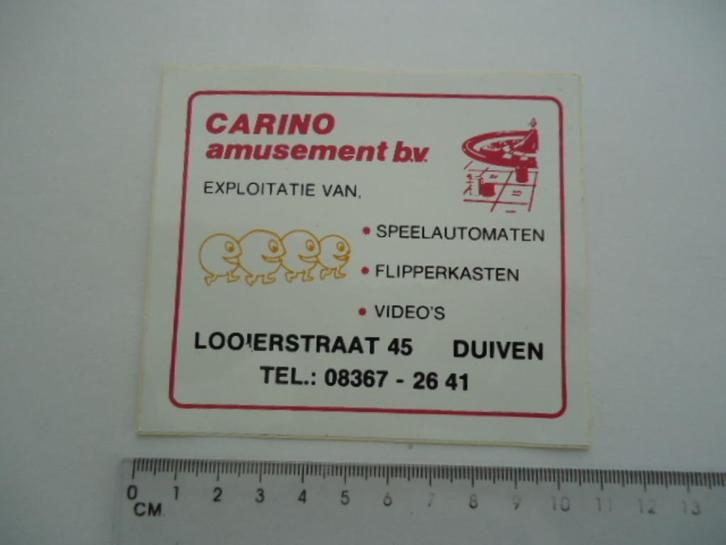 CARINO
amusement b.v.
EXPLOITATIE VAN,
• SPEELAUTOMATEN
• FLIPPERKASTEN
• VIDEO'S
LOOIERSTRAAT 45 DUIVEN
TEL.: 08367 - 26 41
0 1 2 3 4 5 6 7 8 9 10 11 12 13
CM